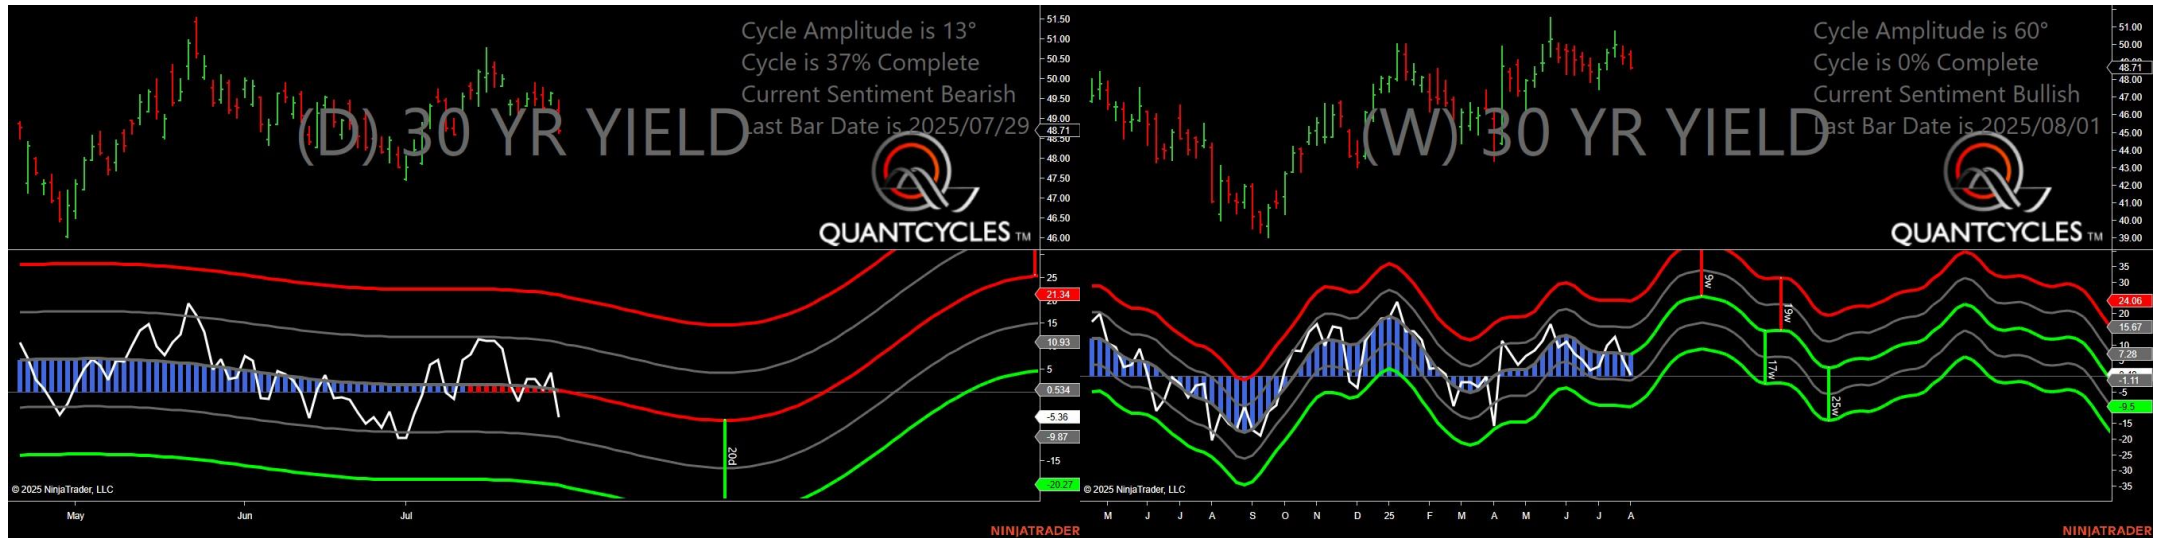 Cycle Amplitude is 13°
Cycle is 37% Complete
Current Sentiment Bearish
Last Bar Date is 2025/07/29
(D) 30 YR YIELD
QUANTCYCLES TM
51.50
51.00
50.50
50.00
49.50
49.00
48.71
48.50
48.00
47.50
47.00
46.50
46.00
25
21.34
20
15
10.93
5
0.534
-5.36
-9.87
-15
-20.27
20d
© 2025 NinjaTrader, LLC
May
Jun
Jul
NINJATRADER
Cycle Amplitude is 60°
Cycle is 0% Complete
Current Sentiment Bullish
Last Bar Date is 2025/08/01
(W) 30 YR YIELD
QUANTCYCLES TM
51.00
50.00
48.71
48.00
47.00
46.00
45.00
44.00
43.00
42.00
41.00
40.00
39.00
35
30
24.06
20
15.67
7.28
-1.11
-5
-9.5
-15
-20
-25
-30
-35
9w
19w
17w
25w
© 2025 NinjaTrader, LLC
M
J
J
A
S
O
N
D
25
F
M
A
M
J
J
A
NINJATRADER